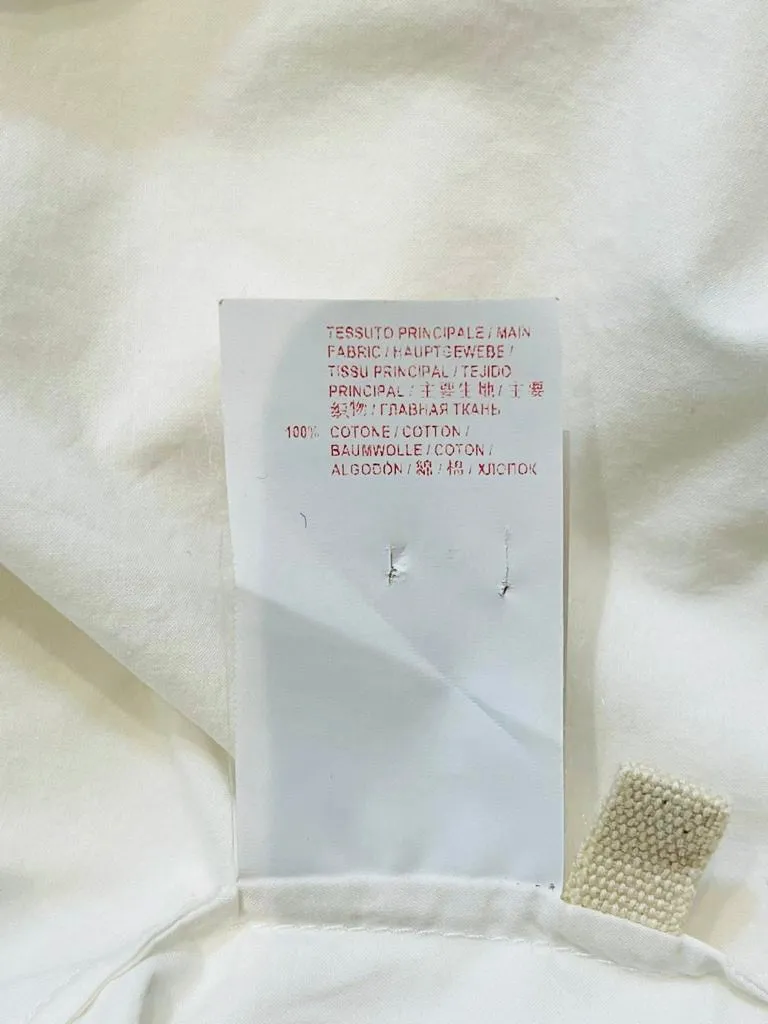 TESSUTO PRINCIPALE / MAIN
FABRIC / HAUPTGEWEBE /
TISSU PRINCIPAL / TEJIDO
PRINCIPAL / 主要生地 / 主要
织物 / ГЛАВНАЯ ТКАНЬ
100% COTONE / COTTON /
BAUMWOLLE / COTON /
ALGODÓN / 綿 / 棉 / ХЛОПОК